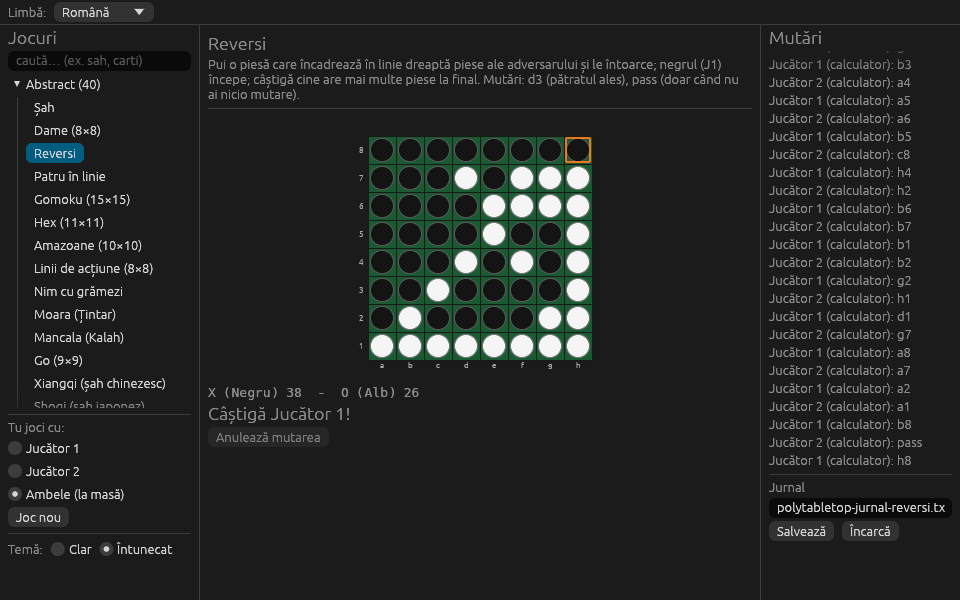 Limbă: Română
Jocuri
caută... (ex. sah, carti)
Abstract (40)
Șah
Dame (8×8)
Reversi
Patru în linie
Gomoku (15×15)
Hex (11×11)
Amazoane (10×10)
Linii de acțiune (8×8)
Nim cu grămezi
Moara (Țintar)
Mancala (Kalah)
Go (9×9)
Xiangqi (șah chinezesc)
Shogi (șah japonez)
Tu joci cu:
Jucător 1
Jucător 2
Ambele (la masă)
Joc nou
Temă: Clar Întunecat
Reversi
Pui o piesă care încadrează în linie dreaptă piese ale adversarului și le întoarce; negrul (J1)
începe; câștigă cine are mai multe piese la final. Mutări: d3 (pătratul ales), pass (doar când nu
ai nicio mutare).
8
7
6
5
4
3
2
1
a b c d e f g h
X (Negru) 38 - O (Alb) 26
Câștigă Jucător 1!
Anulează mutarea
Mutări
Jucător 1 (calculator): b3
Jucător 2 (calculator): a4
Jucător 1 (calculator): a5
Jucător 2 (calculator): a6
Jucător 1 (calculator): b5
Jucător 2 (calculator): c8
Jucător 1 (calculator): h4
Jucător 2 (calculator): h2
Jucător 1 (calculator): b6
Jucător 2 (calculator): b7
Jucător 1 (calculator): b1
Jucător 2 (calculator): b2
Jucător 1 (calculator): g2
Jucător 2 (calculator): h1
Jucător 1 (calculator): d1
Jucător 2 (calculator): g7
Jucător 1 (calculator): a8
Jucător 2 (calculator): a7
Jucător 1 (calculator): a2
Jucător 2 (calculator): a1
Jucător 1 (calculator): b8
Jucător 2 (calculator): pass
Jucător 1 (calculator): h8
Jurnal
polytabletop-jurnal-reversi.tx
Salvează Încarcă